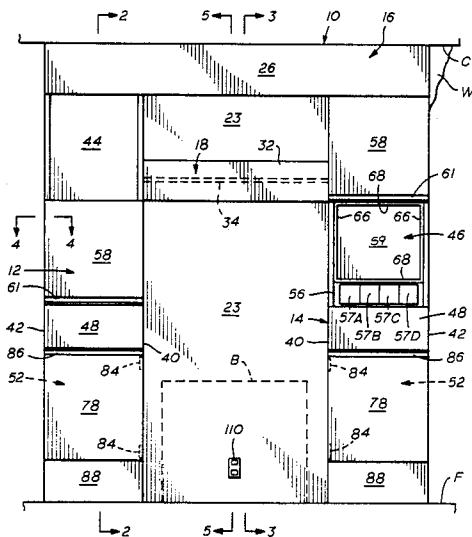 2 5 3 10 16 C
26 W
44 23 58
18 32
34 68 61
4 4 66 59 66 46
12 58 68
61 56
57A 57B 57C 57D 48
42 48 14 42
86 40 40 86
52 84 B 84 52
78 78
84 110 84
88 88 F
2 5 3